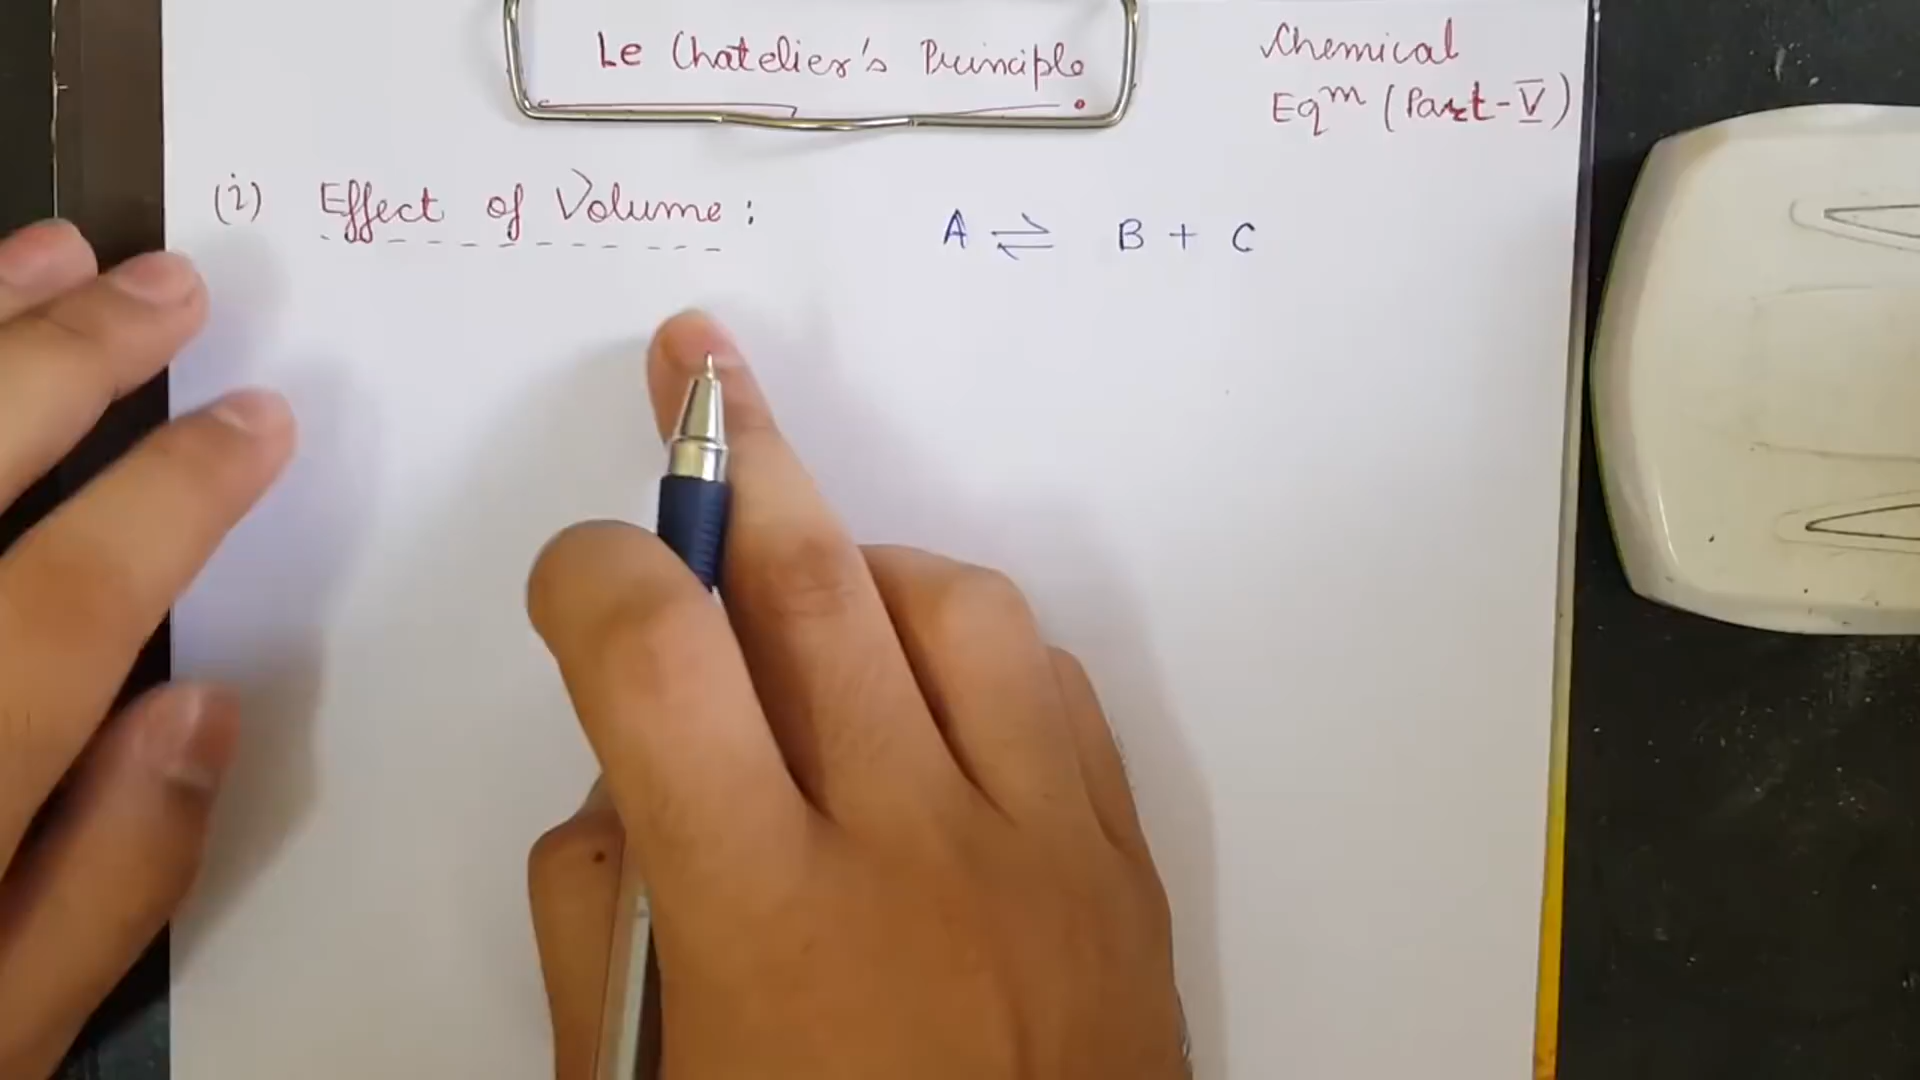 Le Chatelier's Principle
Chemical
Eqm (Part-V)
(i) Effect of Volume :
A ⇌ B + C